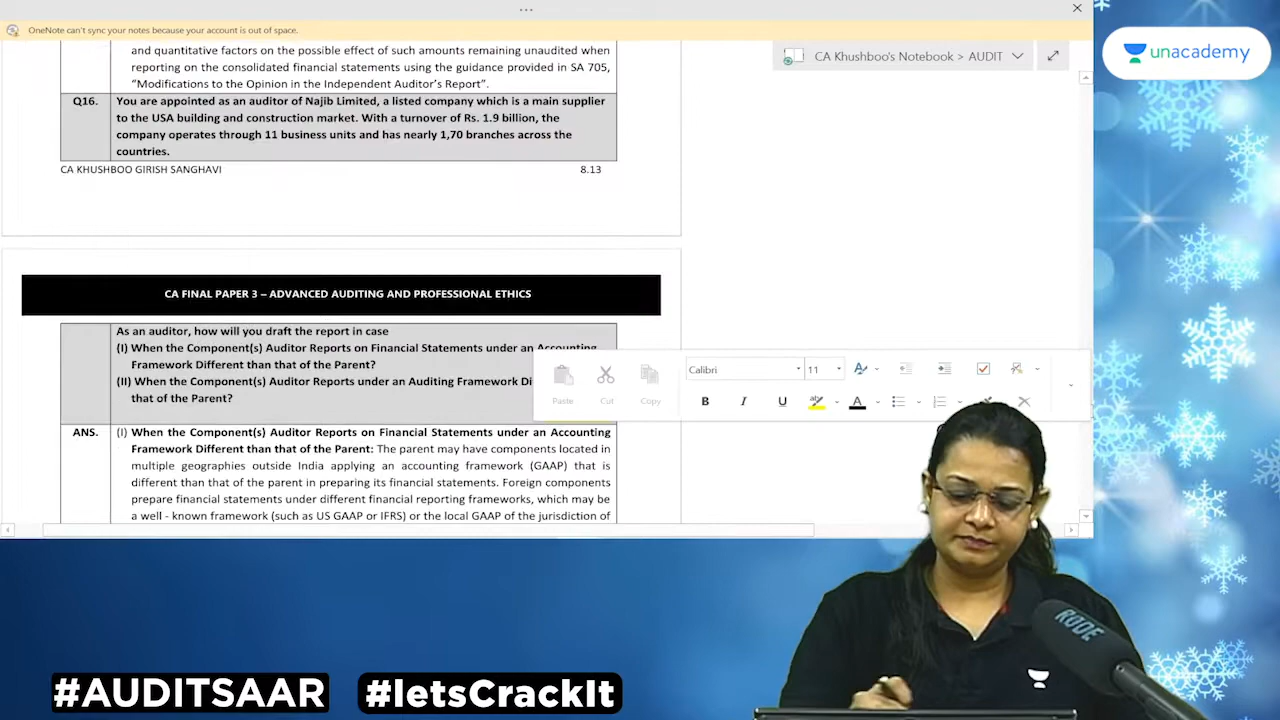 OneNote can't sync your notes because your account is out of space.
and quantitative factors on the possible effect of such amounts remaining unaudited when
reporting on the consolidated financial statements using the guidance provided in SA 705,
“Modifications to the Opinion in the Independent Auditor's Report”.
Q16. You are appointed as an auditor of Najib Limited, a listed company which is a main supplier
to the USA building and construction market. With a turnover of Rs. 1.9 billion, the
company operates through 11 business units and has nearly 1,70 branches across the
countries.
CA KHUSHBOO GIRISH SANGHAVI 8.13
CA Khushboo's Notebook > AUDIT
unacademy
CA FINAL PAPER 3 – ADVANCED AUDITING AND PROFESSIONAL ETHICS
As an auditor, how will you draft the report in case
(I) When the Component(s) Auditor Reports on Financial Statements under an Accounting
Framework Different than that of the Parent?
(II) When the Component(s) Auditor Reports under an Auditing Framework Di
that of the Parent?
Paste Cut Copy
Calibri 11
B I U A
ANS. (I) When the Component(s) Auditor Reports on Financial Statements under an Accounting
Framework Different than that of the Parent: The parent may have components located in
multiple geographies outside India applying an accounting framework (GAAP) that is
different than that of the parent in preparing its financial statements. Foreign components
prepare financial statements under different financial reporting frameworks, which may be
a well - known framework (such as US GAAP or IFRS) or the local GAAP of the jurisdiction of
RODE
#AUDITSAAR #letsCrackIt